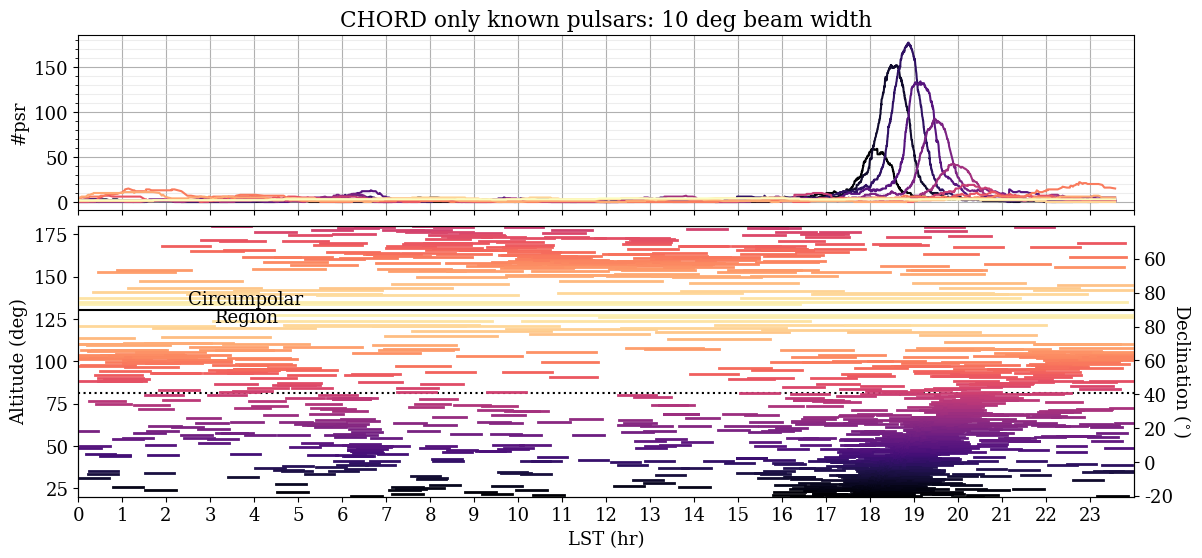 CHORD only known pulsars: 10 deg beam width
#psr
150
100
50
0
Altitude (deg)
175
150
125
100
75
50
25
Circumpolar
Region
60
80
80
60
40
20
0
-20
Declination (°)
0 1 2 3 4 5 6 7 8 9 10 11 12 13 14 15 16 17 18 19 20 21 22 23
LST (hr)